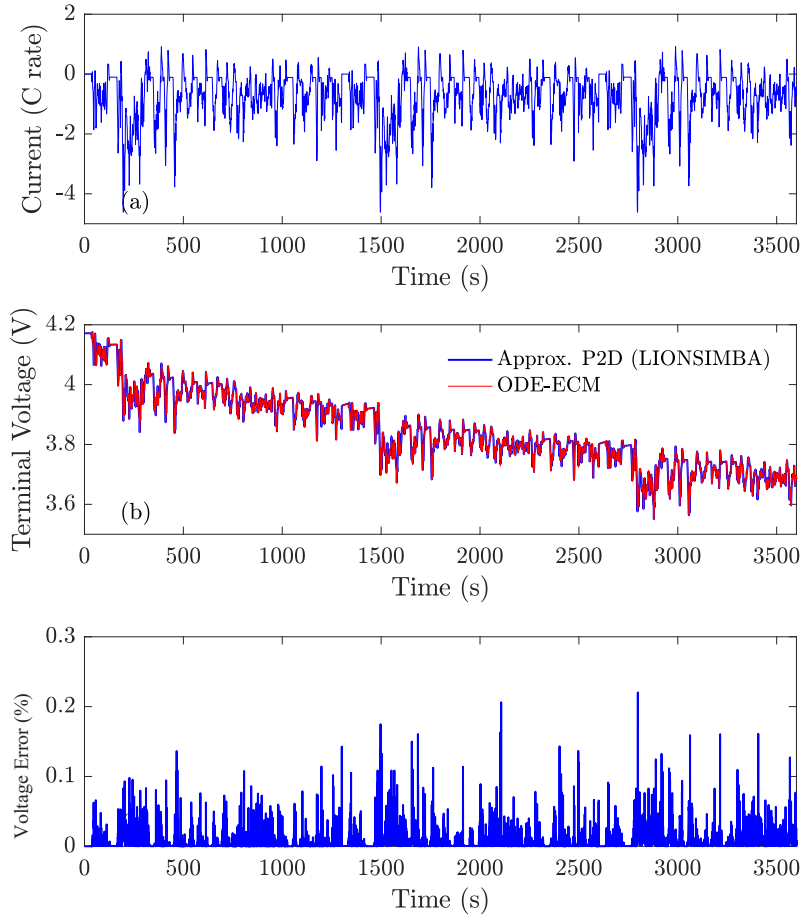 2
0
-2
-4
Current (C rate)
(a)
0 500 1000 1500 2000 2500 3000 3500
Time (s)
4.2
4
3.8
3.6
Terminal Voltage (V)
Approx. P2D (LIONSIMBA)
ODE-ECM
(b)
0 500 1000 1500 2000 2500 3000 3500
Time (s)
0.3
0.2
0.1
0
Voltage Error (%)
0 500 1000 1500 2000 2500 3000 3500
Time (s)